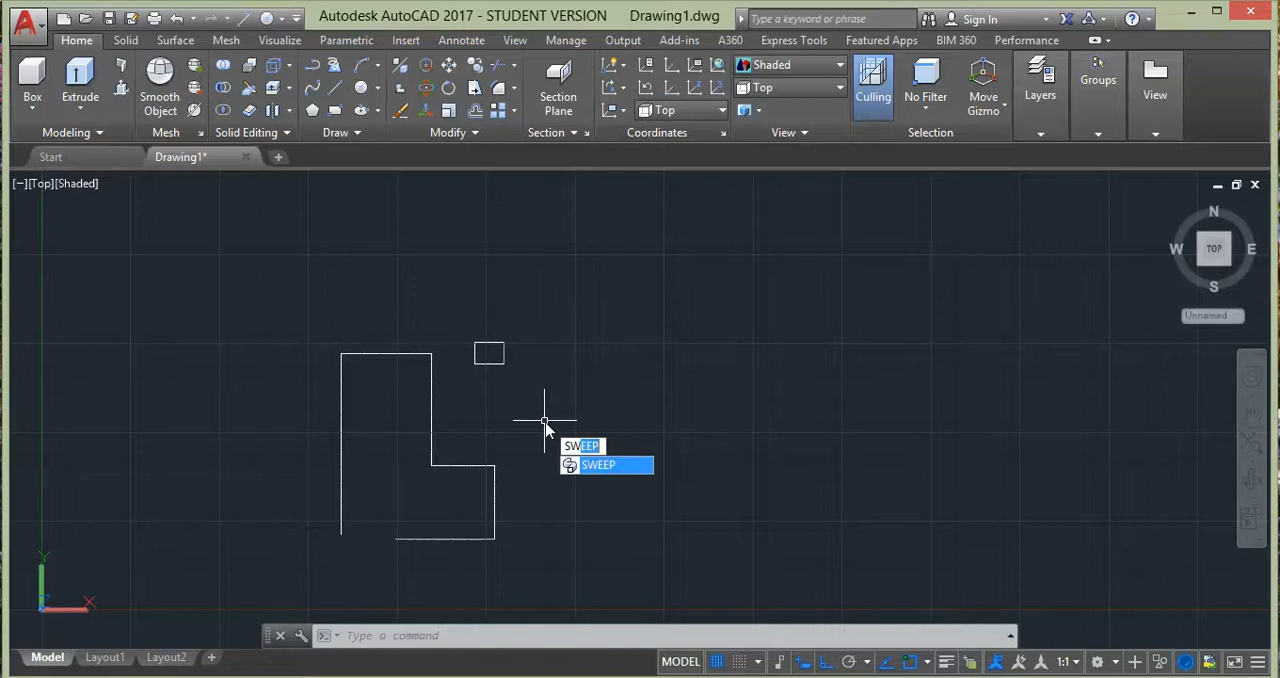 Autodesk AutoCAD 2017 - STUDENT VERSION Drawing1.dwg
Type a keyword or phrase
Sign In
Home Solid Surface Mesh Visualize Parametric Insert Annotate View Manage Output Add-ins A360 Express Tools Featured Apps BIM 360 Performance
Box
Extrude
Smooth
Object
Section
Plane
Shaded
Top
Top
Culling
No Filter
Move
Gizmo
Layers
Groups
View
Modeling
Mesh
Solid Editing
Draw
Modify
Section
Coordinates
View
Selection
Start
Drawing1*
[−][Top][Shaded]
N
W
TOP
E
S
Unnamed
SWEEP
SWEEP
Y
X
Type a command
Model
Layout1
Layout2
MODEL
1:1